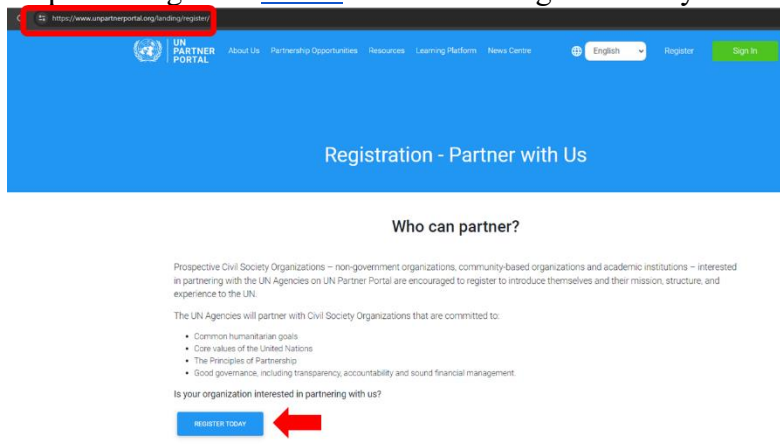 https://www.unpartnerportal.org/landing/register/
UN
PARTNER
PORTAL
About Us Partnership Opportunities Resources Learning Platform News Centre English Register Sign In
Registration - Partner with Us
Who can partner?
Prospective Civil Society Organizations – non-government organizations, community-based organizations and academic institutions – interested
in partnering with the UN Agencies on UN Partner Portal are encouraged to register to introduce themselves and their mission, structure, and
experience to the UN.
The UN Agencies will partner with Civil Society Organizations that are committed to:
• Common humanitarian goals
• Core values of the United Nations
• The Principles of Partnership
• Good governance, including transparency, accountability and sound financial management.
Is your organization interested in partnering with us?
REGISTER TODAY